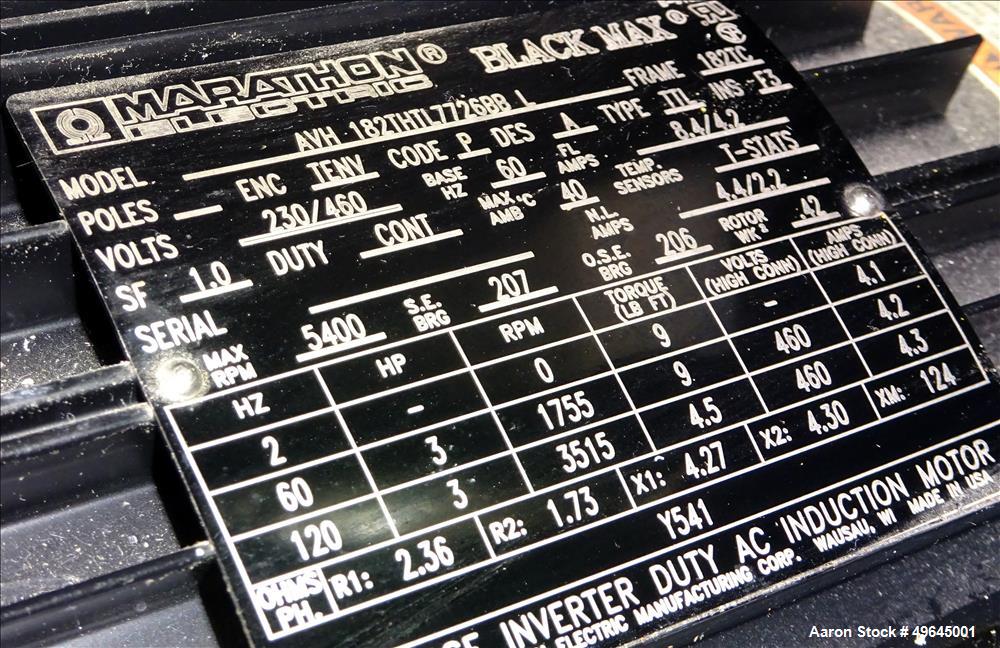 MARATHON® BLACK MAX®
ELECTRIC
MODEL AVH 182THTL7726BB L FRAME 182TC
POLES ENC TENV CODE P DES A TYPE TTL INS F3
VOLTS 230/460 BASE HZ 60 FL AMPS 8.4/4.2
SF 1.0 DUTY CONT MAX AMB °C 40 TEMP. SENSORS T-STATS
SERIAL N.L. AMPS 4.4/2.2
MAX RPM 5400 S.E. BRG 207 O.S.E. BRG 206 ROTOR WK² .42
HZ HP RPM TORQUE (LB FT) VOLTS (HIGH CONN) AMPS (HIGH CONN)
2 - 0 9 - 4.1
60 3 1755 9 460 4.2
120 3 3515 4.5 460 4.3
OHMS/PH. R1: 2.36 R2: 1.73 X1: 4.27 X2: 4.30 XM: 124
Y541
INVERTER DUTY AC INDUCTION MOTOR
ELECTRIC MANUFACTURING CORP. WAUSAU, WI MADE IN USA
Aaron Stock # 49645001